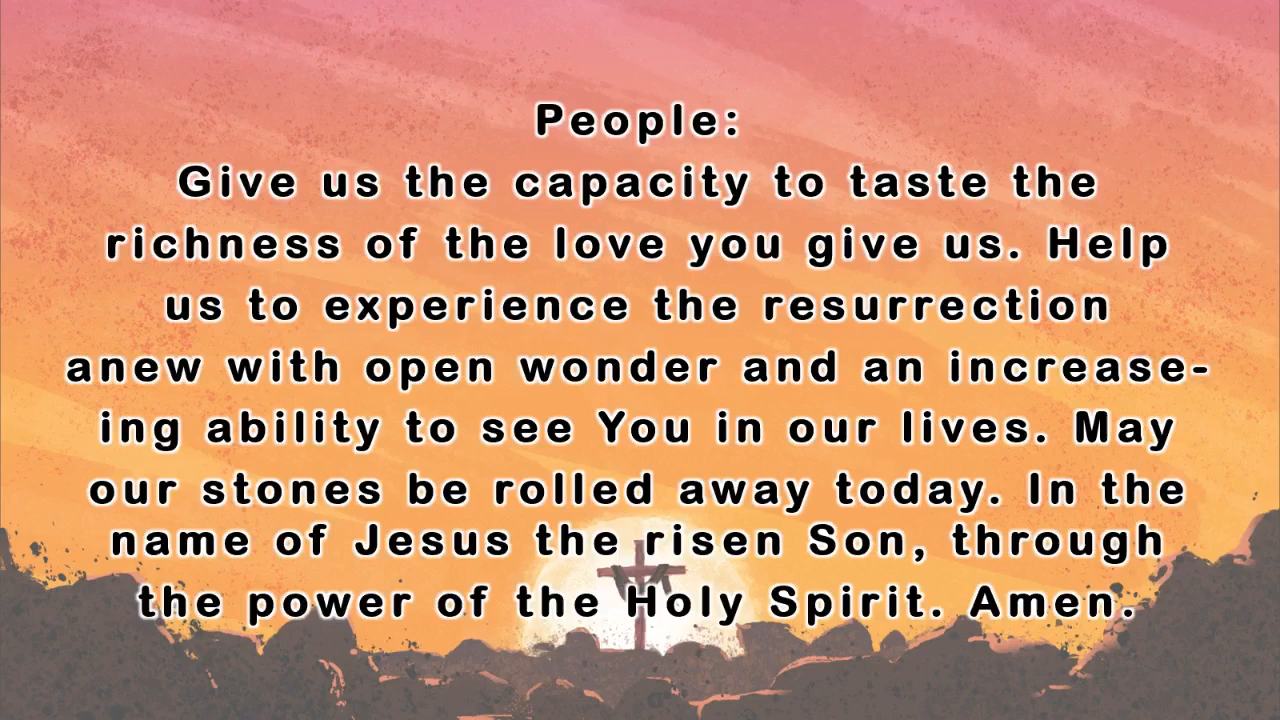 People:
Give us the capacity to taste the
richness of the love you give us. Help
us to experience the resurrection
anew with open wonder and an increase-
ing ability to see You in our lives. May
our stones be rolled away today. In the
name of Jesus the risen Son, through
the power of the Holy Spirit. Amen.